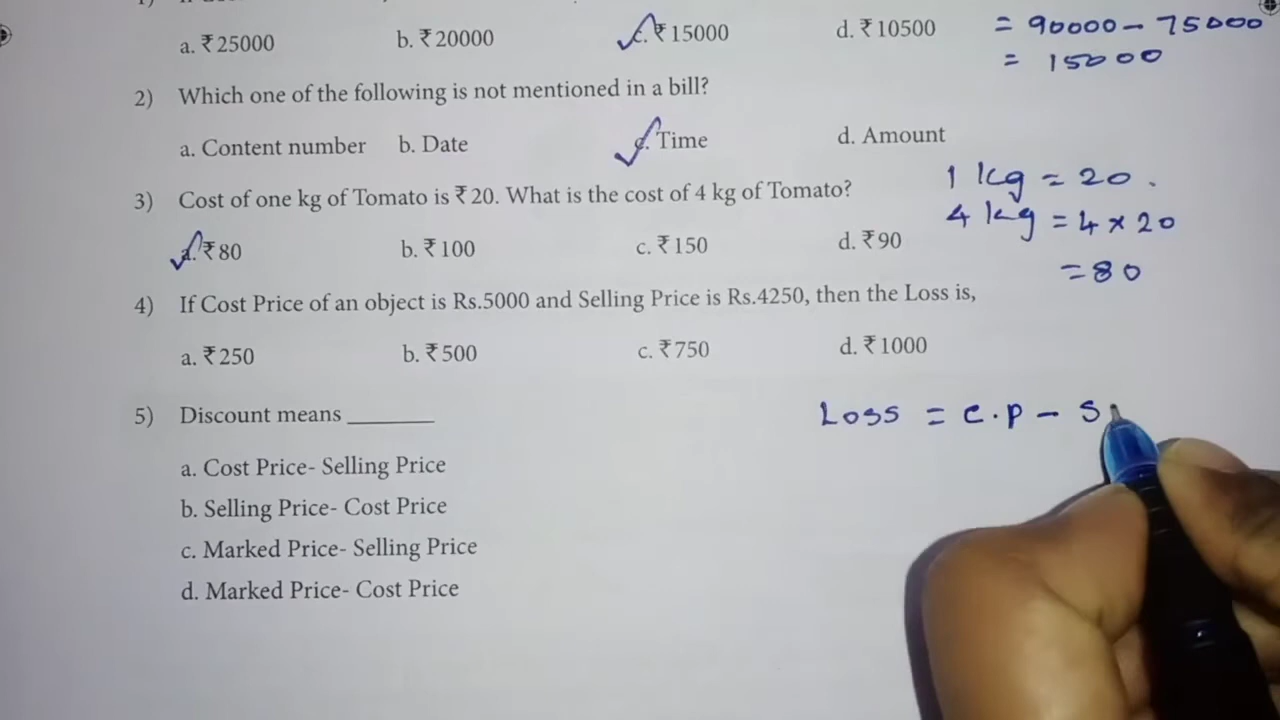 a. ₹25000 b. ₹20000 c. ₹15000 d. ₹10500 = 90000 - 75000
= 15000
2) Which one of the following is not mentioned in a bill?
a. Content number b. Date c. Time d. Amount
3) Cost of one kg of Tomato is ₹20. What is the cost of 4 kg of Tomato? 1 kg = 20.
4 kg = 4 × 20
a. ₹80 b. ₹100 c. ₹150 d. ₹90
= 80
4) If Cost Price of an object is Rs.5000 and Selling Price is Rs.4250, then the Loss is,
a. ₹250 b. ₹500 c. ₹750 d. ₹1000
5) Discount means ______ Loss = C.P - S
a. Cost Price- Selling Price
b. Selling Price- Cost Price
c. Marked Price- Selling Price
d. Marked Price- Cost Price